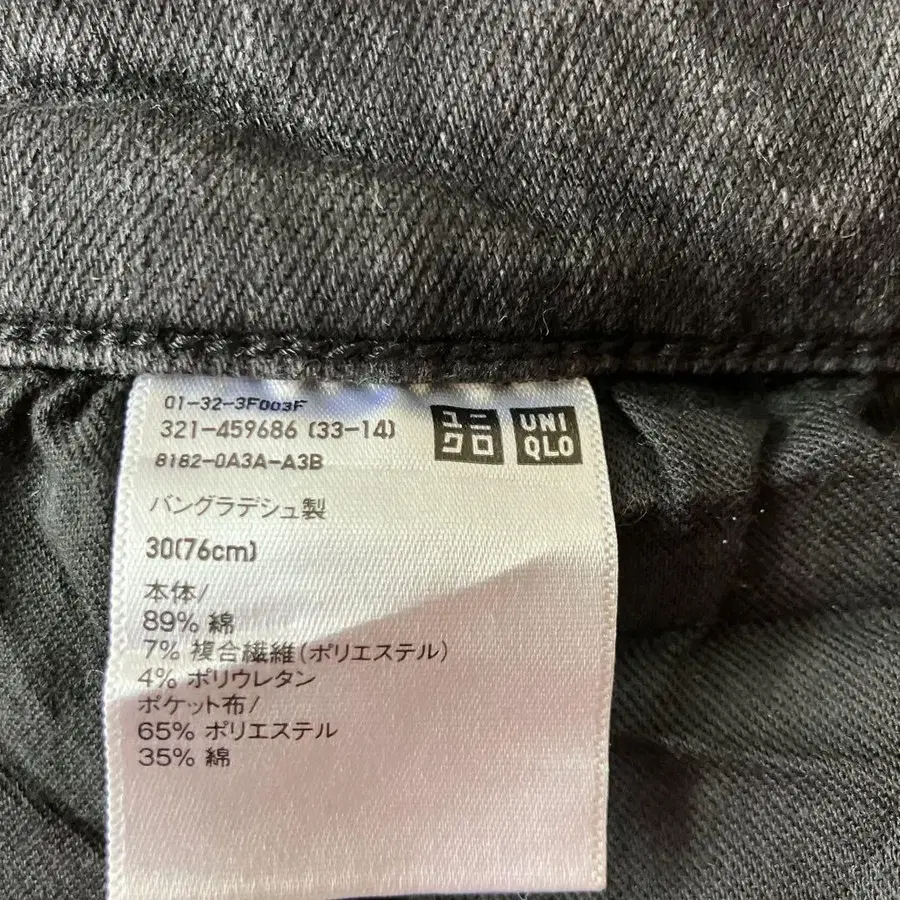 01-32-3F003F
321-459686 (33-14)
8182-0A3A-A3B
ユニ
クロ
UNI
QLO
バングラデシュ製
30(76cm)
本体/
89% 綿
7% 複合繊維(ポリエステル)
4% ポリウレタン
ポケット布/
65% ポリエステル
35% 綿